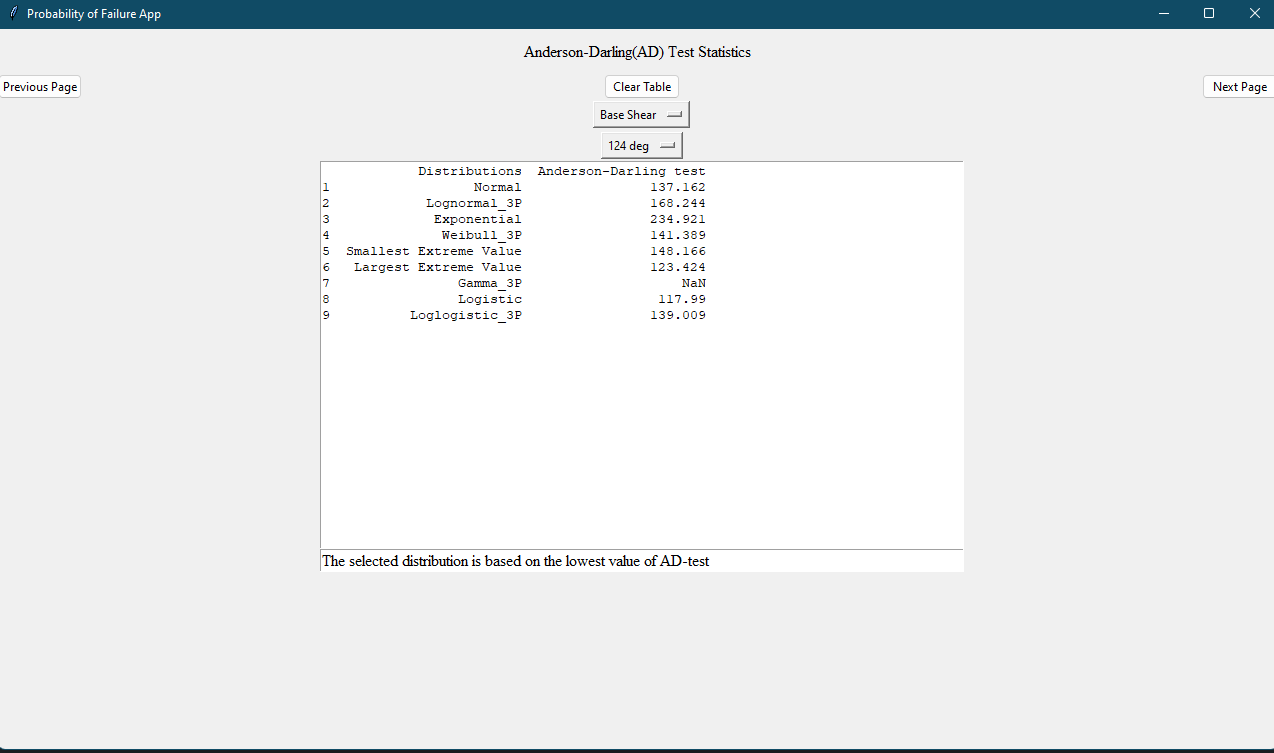 Probability of Failure App
Anderson-Darling(AD) Test Statistics
Previous Page Clear Table Next Page
Base Shear
124 deg
Distributions Anderson-Darling test
1 Normal 137.162
2 Lognormal_3P 168.244
3 Exponential 234.921
4 Weibull_3P 141.389
5 Smallest Extreme Value 148.166
6 Largest Extreme Value 123.424
7 Gamma_3P NaN
8 Logistic 117.99
9 Loglogistic_3P 139.009
The selected distribution is based on the lowest value of AD-test